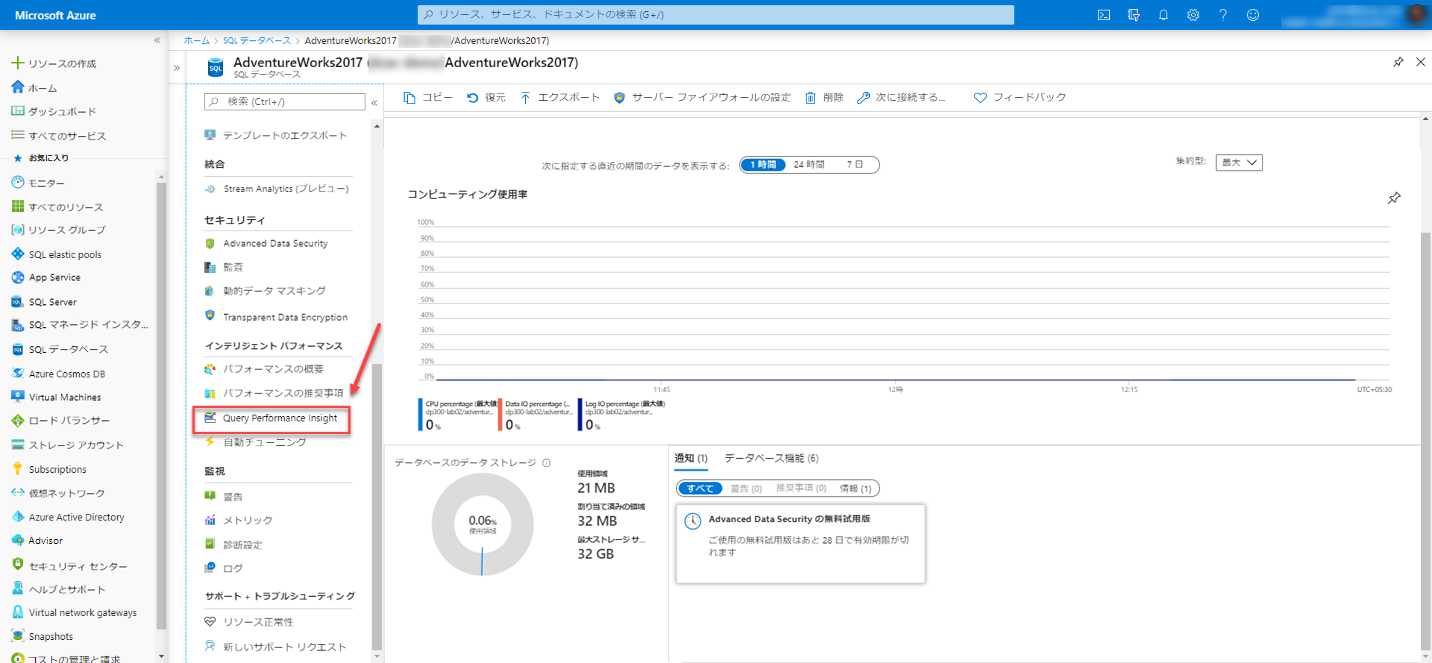 Microsoft Azure
リソース、サービス、ドキュメントの検索 (G+/)
ホーム > SQL データベース > AdventureWorks2017
/AdventureWorks2017)
リソースの作成
ホーム
ダッシュボード
すべてのサービス
お気に入り
モニター
すべてのリソース
リソース グループ
SQL elastic pools
App Service
SQL Server
SQL マネージド インスタ...
SQL データベース
Azure Cosmos DB
Virtual Machines
ロード バランサー
ストレージ アカウント
Subscriptions
仮想ネットワーク
Azure Active Directory
Advisor
セキュリティ センター
ヘルプとサポート
Virtual network gateways
Snapshots
コストの管理と請求
AdventureWorks2017
AdventureWorks2017)
SQL データベース
検索 (Ctrl+/)
テンプレートのエクスポート
統合
Stream Analytics (プレビュー)
セキュリティ
Advanced Data Security
監査
動的データ マスキング
Transparent Data Encryption
インテリジェント パフォーマンス
パフォーマンスの概要
パフォーマンスの推奨事項
Query Performance Insight
自動チューニング
監視
警告
メトリック
診断設定
ログ
サポート + トラブルシューティング
リソース正常性
新しいサポート リクエスト
コピー
復元
エクスポート
サーバー ファイアウォールの設定
削除
次に接続する...
フィードバック
次に指定する直近の期間のデータを表示する:
1 時間
24 時間
7 日
集約型:
最大
コンピューティング使用率
100%
90%
80%
70%
60%
50%
40%
30%
20%
10%
0%
11:45
12時
12:15
UTC+05:30
CPU percentage (最大値)
dp300-lab02/adventur...
0%
Data IO percentage (...
dp300-lab02/adventur...
0%
Log IO percentage (最大値)
dp300-lab02/adventur...
0%
データベースのデータ ストレージ
0.06%
使用領域
使用領域
21 MB
割り当て済みの領域
32 MB
最大ストレージ サ...
32 GB
通知 (1)
データベース機能 (6)
すべて
警告 (0)
推奨事項 (0)
情報 (1)
Advanced Data Security の無料試用版
ご使用の無料試用版はあと 28 日で有効期限が切
れます